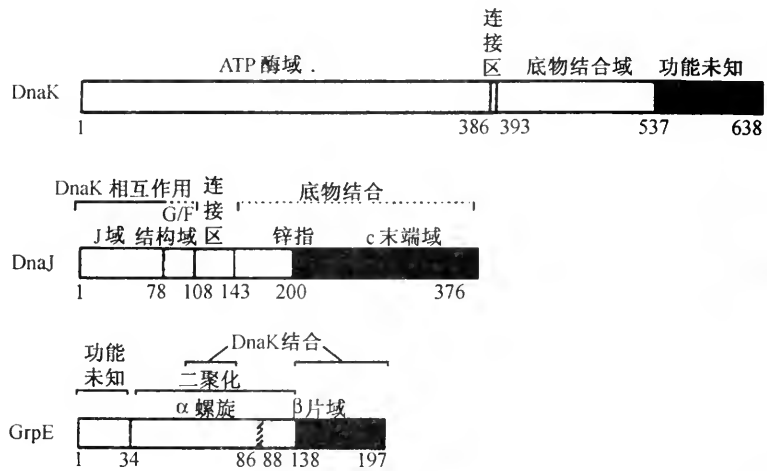 连接区
ATP 酶域 . 底物结合域 功能未知
DnaK
1 386 393 537 638
DnaK 相互作用 连接区 底物结合
G/F
J域 结构域 锌指 c 末端域
DnaJ
1 78 108 143 200 376
DnaK结合
功能未知
二聚化
α 螺旋 β片域
GrpE
1 34 86 88 138 197